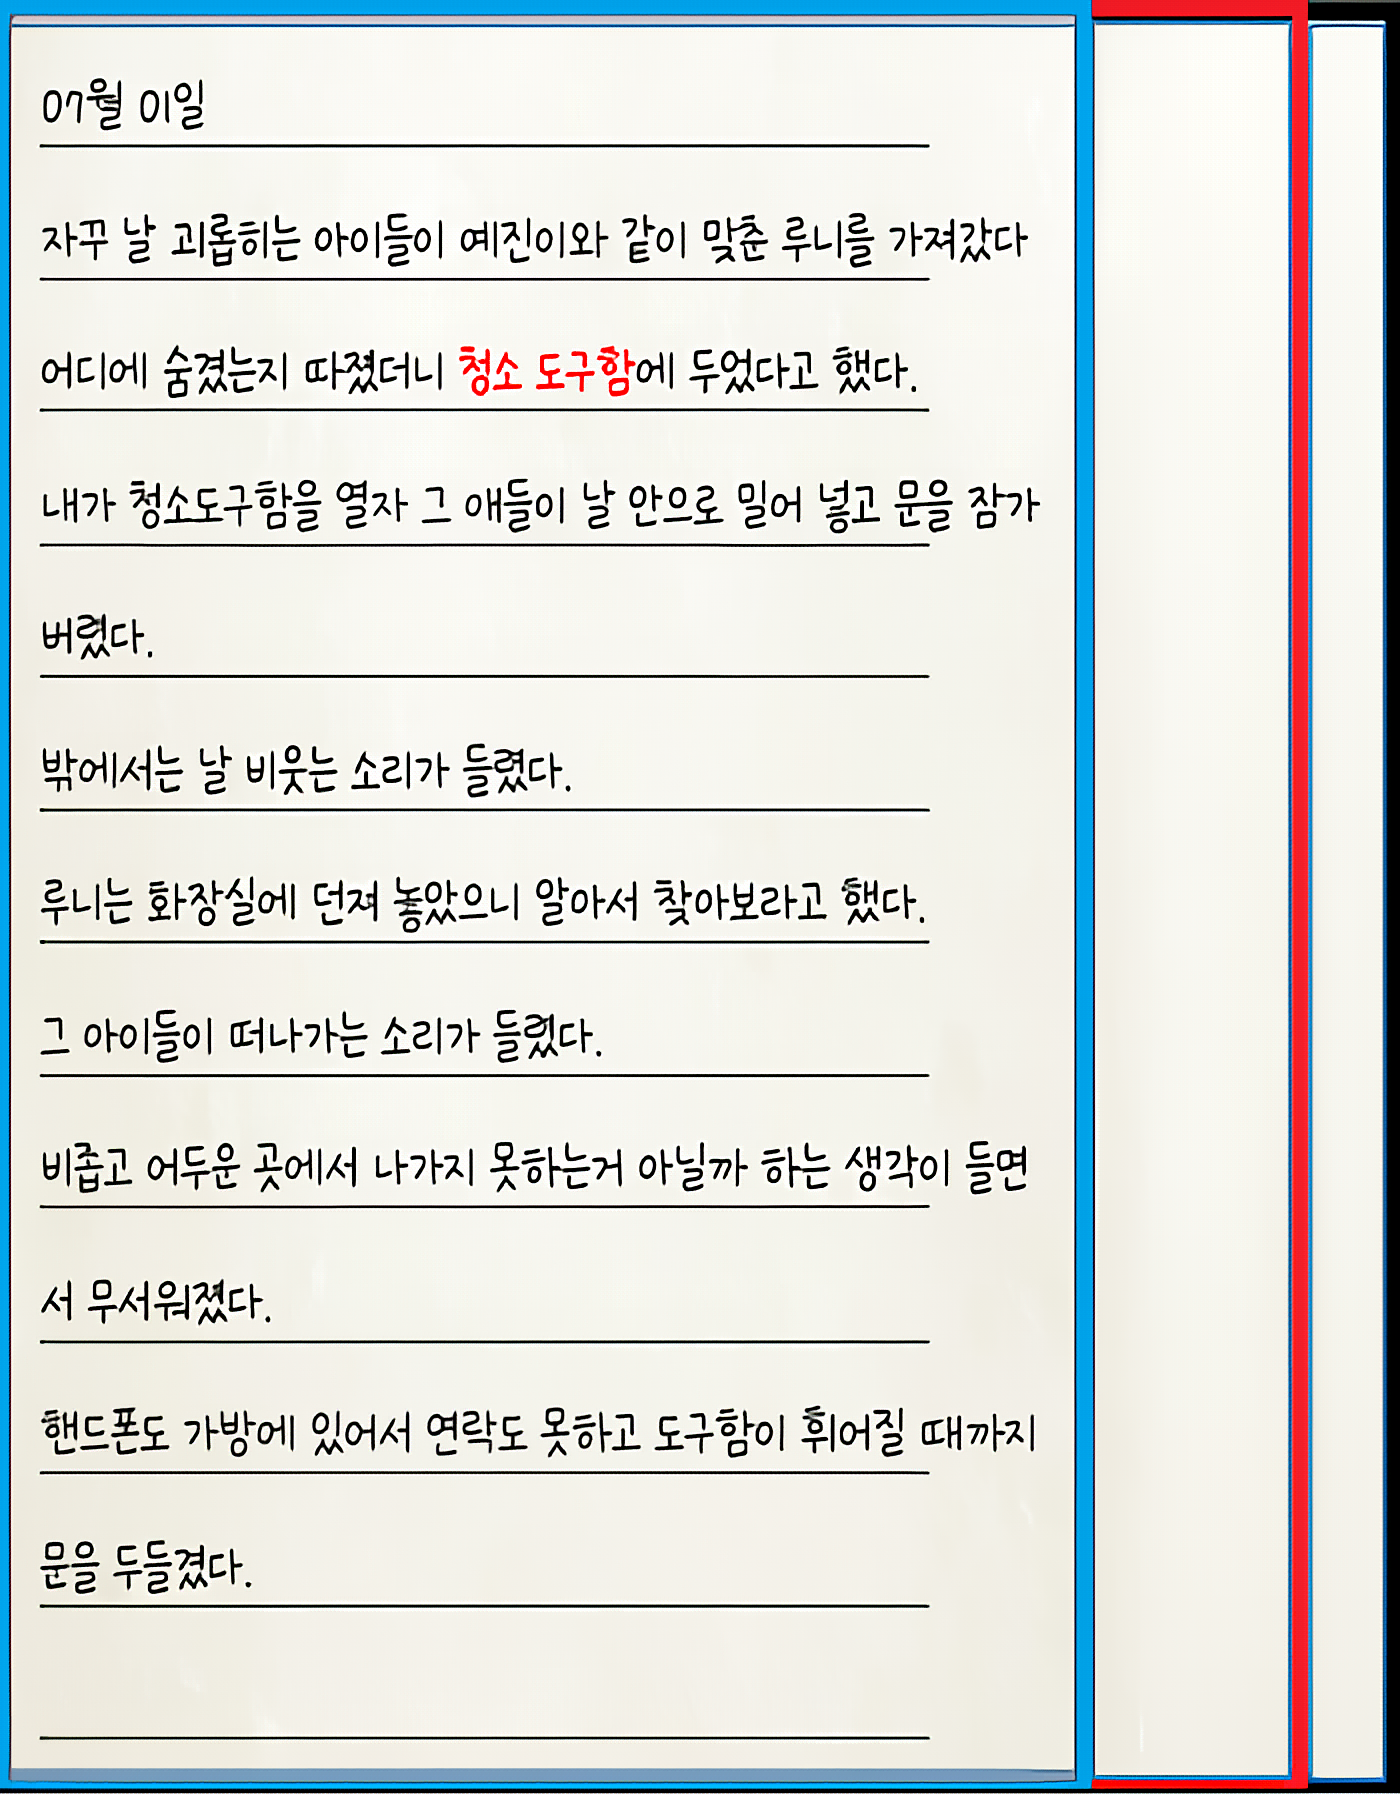 07월 01일
자꾸 날 괴롭히는 아이들이 예진이와 같이 맞춘 루니를 가져갔다
어디에 숨겼는지 따졌더니 청소 도구함에 두었다고 했다.
내가 청소도구함을 열자 그 애들이 날 안으로 밀어 넣고 문을 잠가
버렸다.
밖에서는 날 비웃는 소리가 들렸다.
루니는 화장실에 던져 놓았으니 알아서 찾아보라고 했다.
그 아이들이 떠나가는 소리가 들렸다.
비좁고 어두운 곳에서 나가지 못하는거 아닐까 하는 생각이 들면
서 무서워졌다.
핸드폰도 가방에 있어서 연락도 못하고 도구함이 휘어질 때까지
문을 두들겼다.